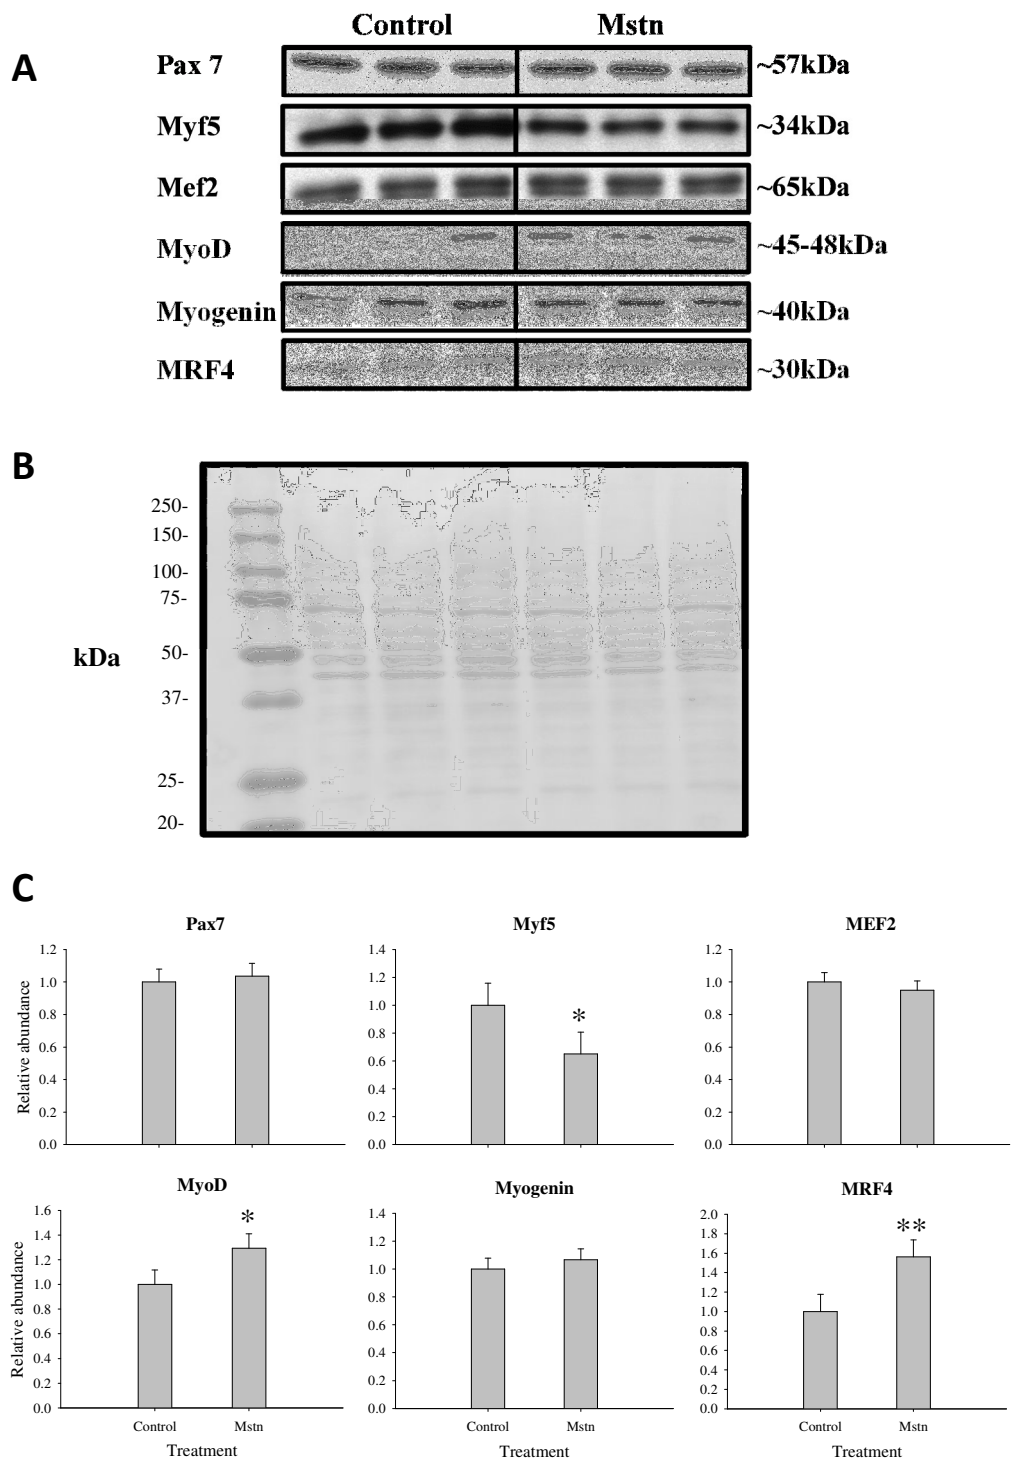 Control Mstn
A
Pax 7 ~57kDa
Myf5 ~34kDa
Mef2 ~65kDa
MyoD ~45-48kDa
Myogenin ~40kDa
MRF4 ~30kDa
B
250-
150-
100-
75-
kDa
50-
37-
25-
20-
C
Pax7
1.2
1.0
0.8
0.6
0.4
0.2
0.0
Relative abundance
Myf5
1.4
1.2
1.0
0.8
0.6
0.4
0.2
0.0
*
MEF2
1.2
1.0
0.8
0.6
0.4
0.2
0.0
MyoD
1.6
1.4
1.2
1.0
0.8
0.6
0.4
0.2
0.0
Relative abundance
*
Control Mstn
Treatment
Myogenin
1.4
1.2
1.0
0.8
0.6
0.4
0.2
0.0
Control Mstn
Treatment
MRF4
2.0
1.8
1.6
1.4
1.2
1.0
0.8
0.6
0.4
0.2
0.0
**
Control Mstn
Treatment